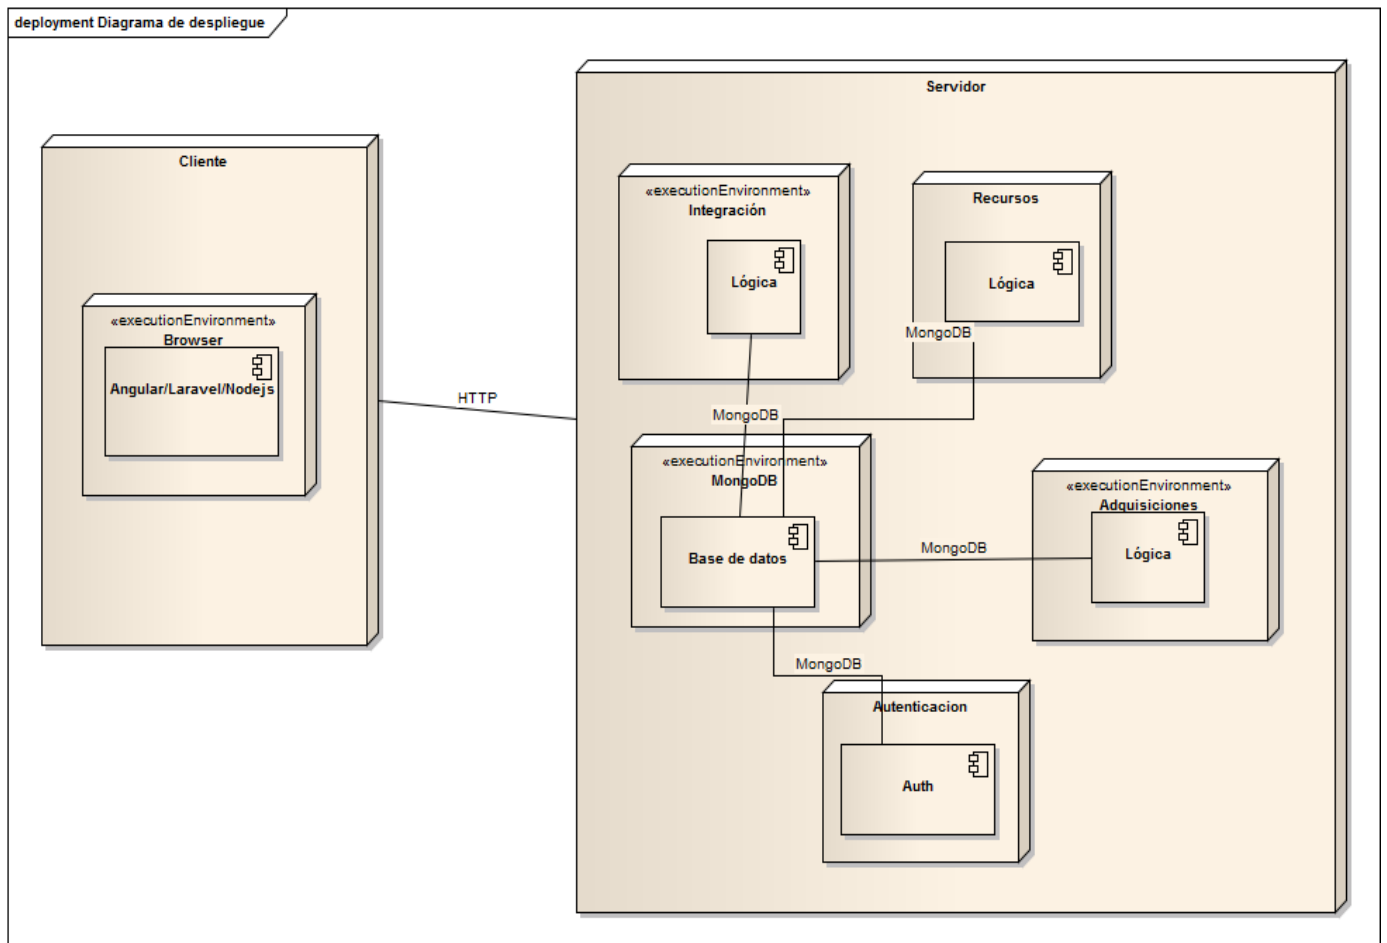 deployment Diagrama de despliegue
Servidor
Cliente
«executionEnvironment»
Integración
Lógica
Recursos
Lógica
MongoDB
«executionEnvironment»
Browser
Angular/Laravel/Nodejs
HTTP
MongoDB
«executionEnvironment»
MongoDB
Base de datos
MongoDB
«executionEnvironment»
Adquisiciones
Lógica
MongoDB
Autenticacion
Auth